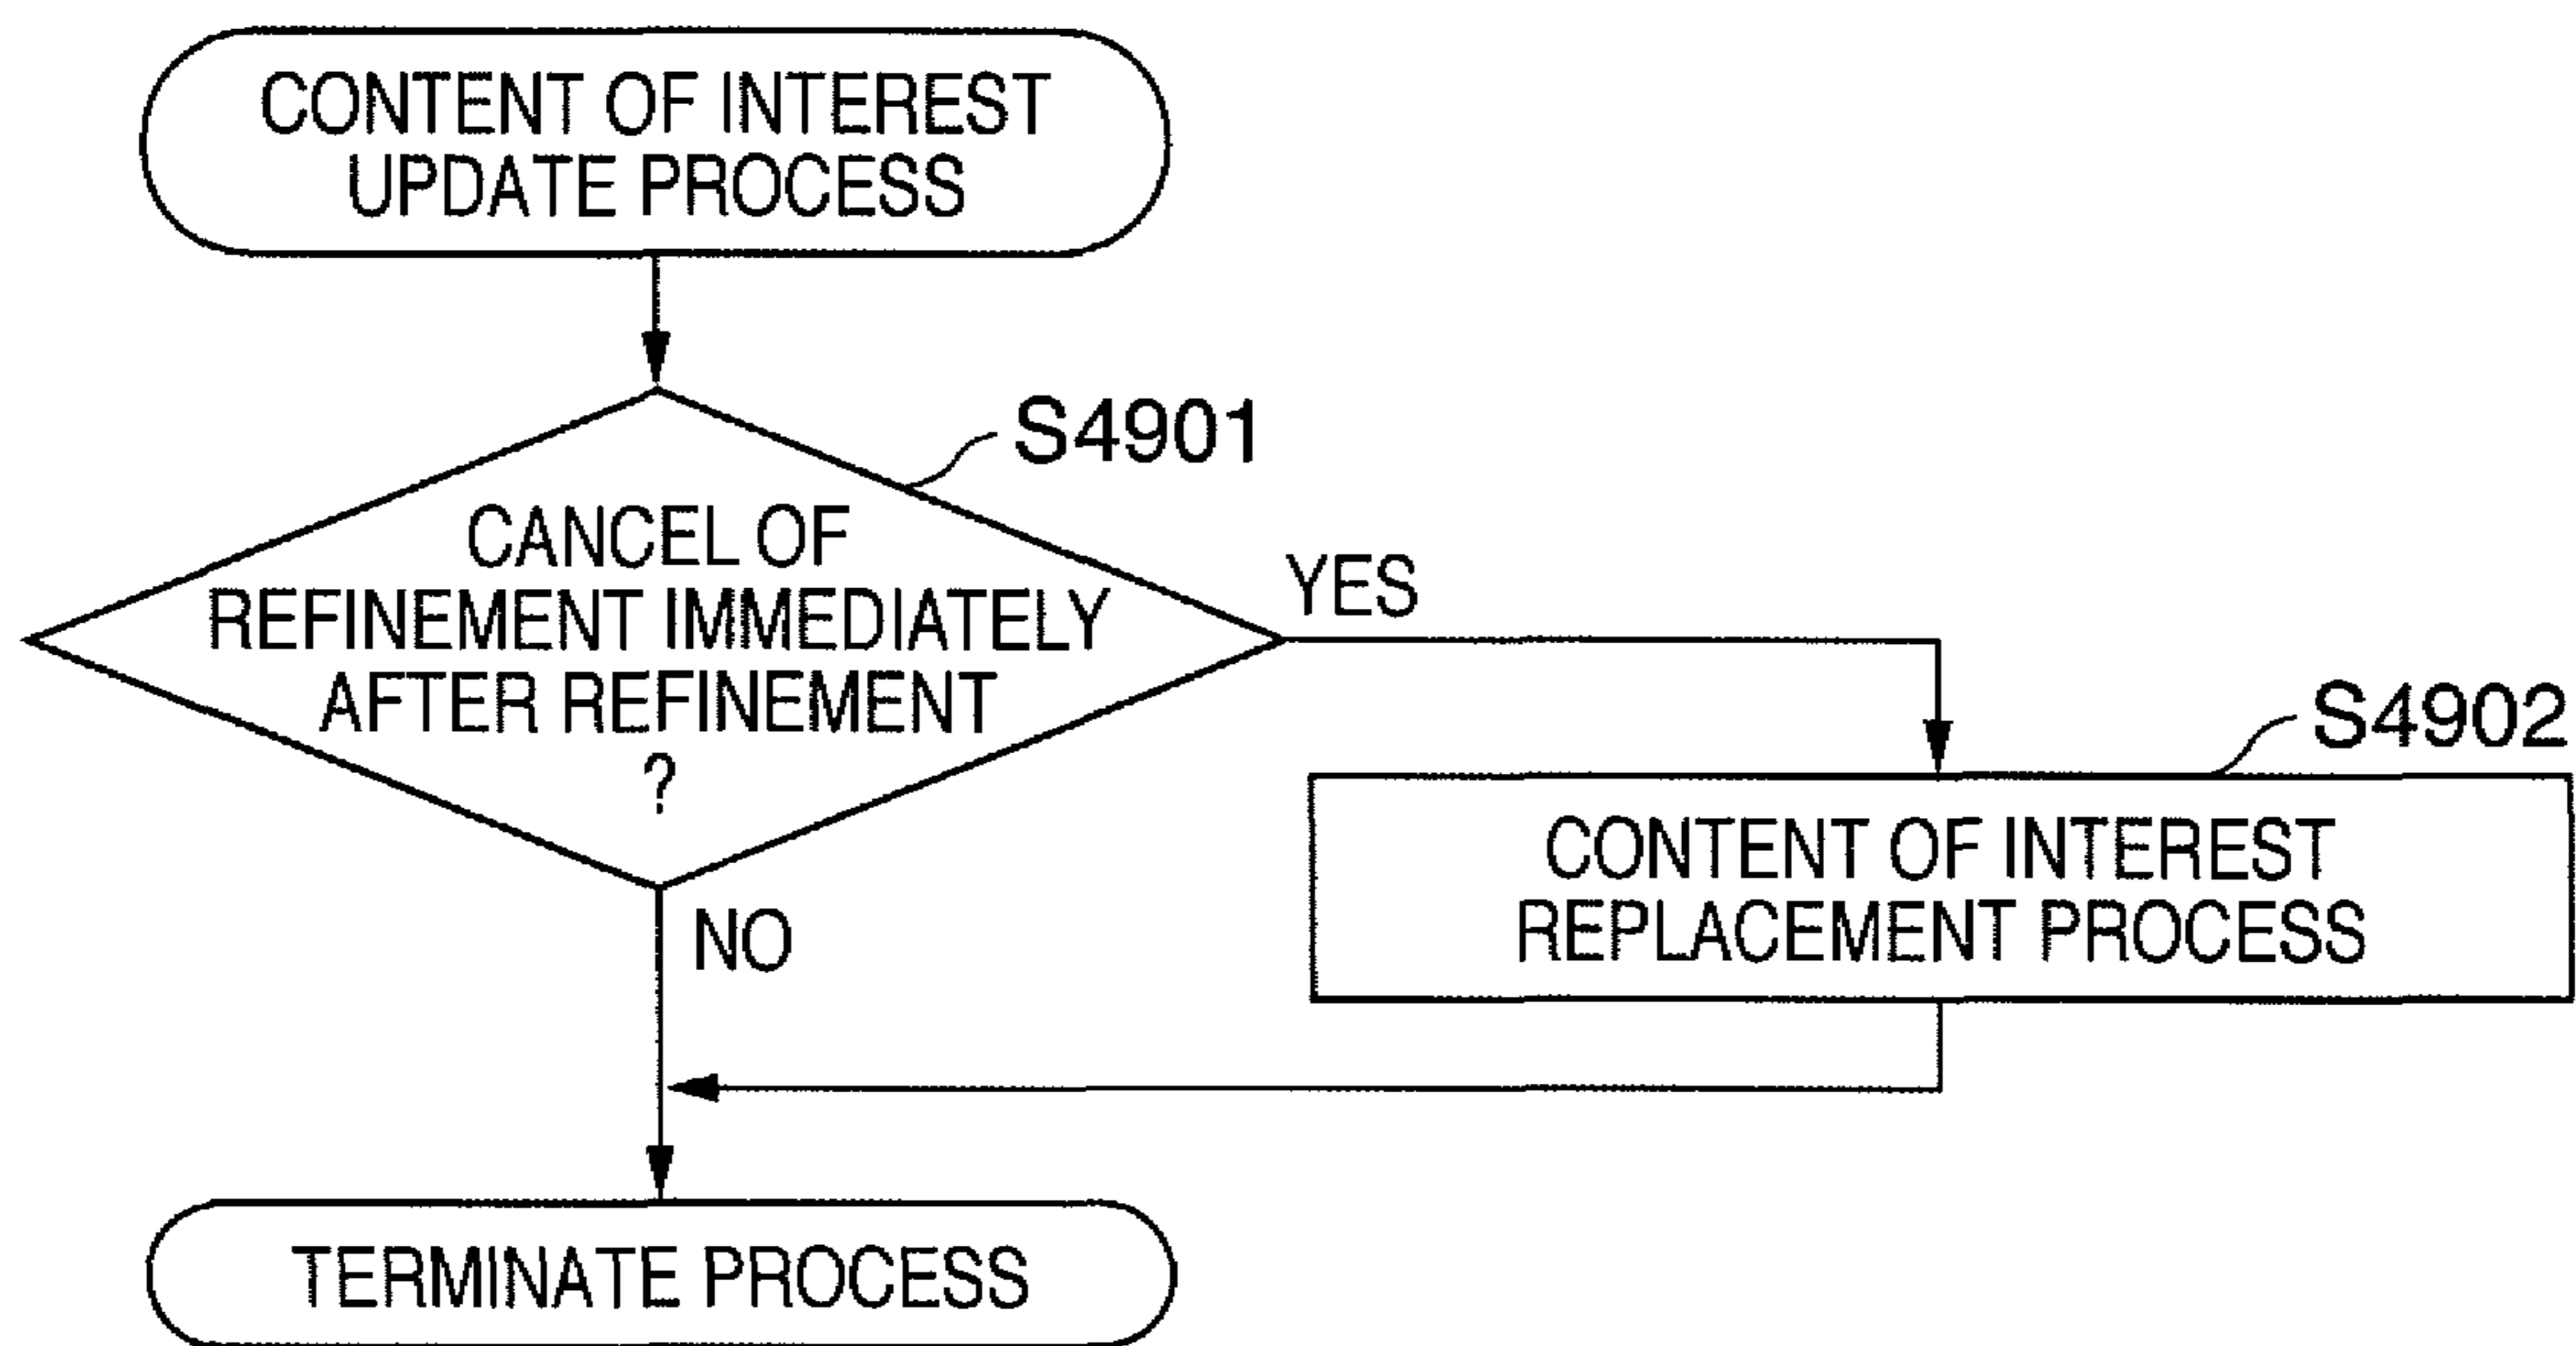 CONTENT OF INTEREST
UPDATE PROCESS
S4901
CANCEL OF
REFINEMENT IMMEDIATELY
AFTER REFINEMENT
?
YES
NO
S4902
CONTENT OF INTEREST
REPLACEMENT PROCESS
TERMINATE PROCESS